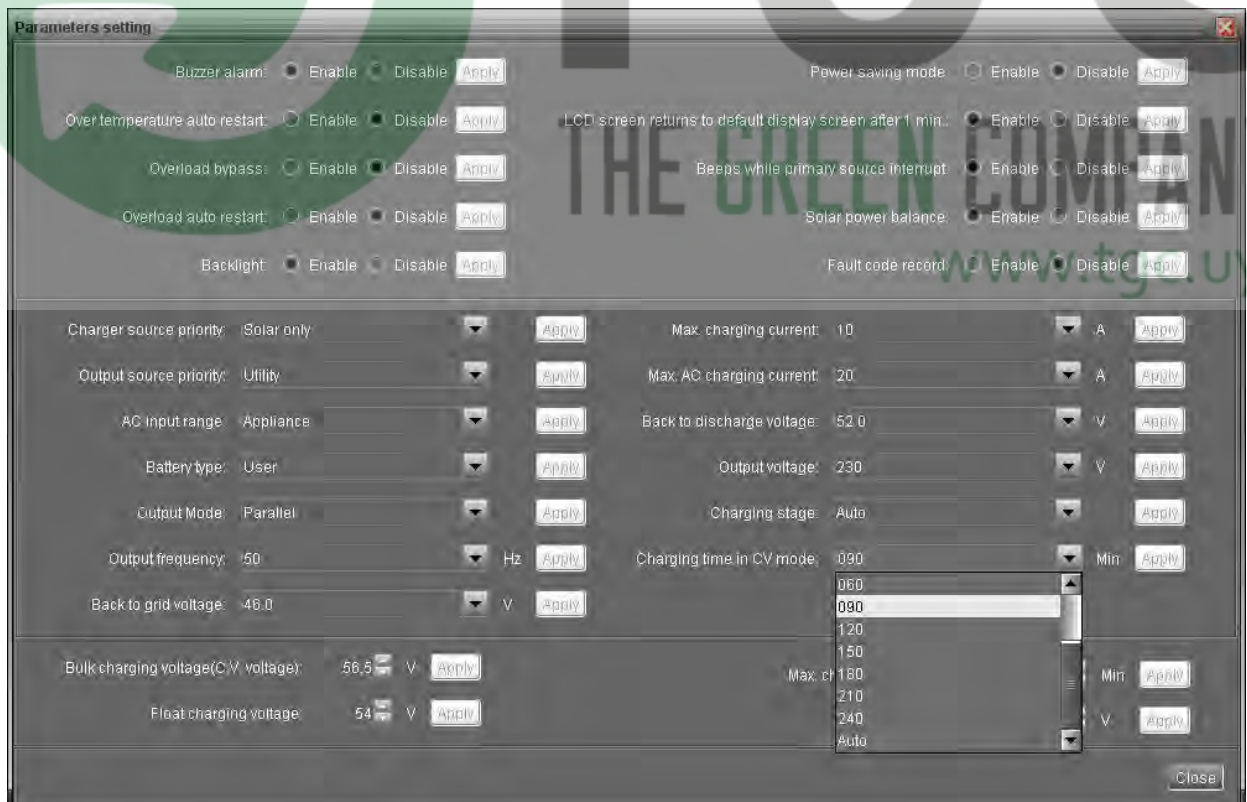 Parameters setting
Buzzer alarm: Enable Disable Apply
Power saving mode: Enable Disable Apply
Over temperature auto restart: Enable Disable Apply
LCD screen returns to default display screen after 1 min.: Enable Disable Apply
Overload bypass: Enable Disable Apply
Beeps while primary source interrupt: Enable Disable Apply
THE GREEN COMPAN
Overload auto restart: Enable Disable Apply
Solar power balance: Enable Disable Apply
Backlight: Enable Disable Apply
Fault code record: Enable Disable Apply
www.tgc.uy
Charger source priority: Solar only Apply
Max. charging current: 10 A Apply
Output source priority: Utility Apply
Max. AC charging current: 20 A Apply
AC input range: Appliance Apply
Back to discharge voltage: 52.0 V Apply
Battery type: User Apply
Output voltage: 230 V Apply
Output Mode: Parallel Apply
Charging stage: Auto Apply
Output frequency: 50 Hz Apply
Charging time in CV mode: 090 Min Apply
060
Back to grid voltage: 46.0 V Apply
090
120
150
Bulk charging voltage(C.V. voltage): 56.5 V Apply
Max. 180 Min Apply
210
Float charging voltage: 54 V Apply
240 V Apply
Auto
Close